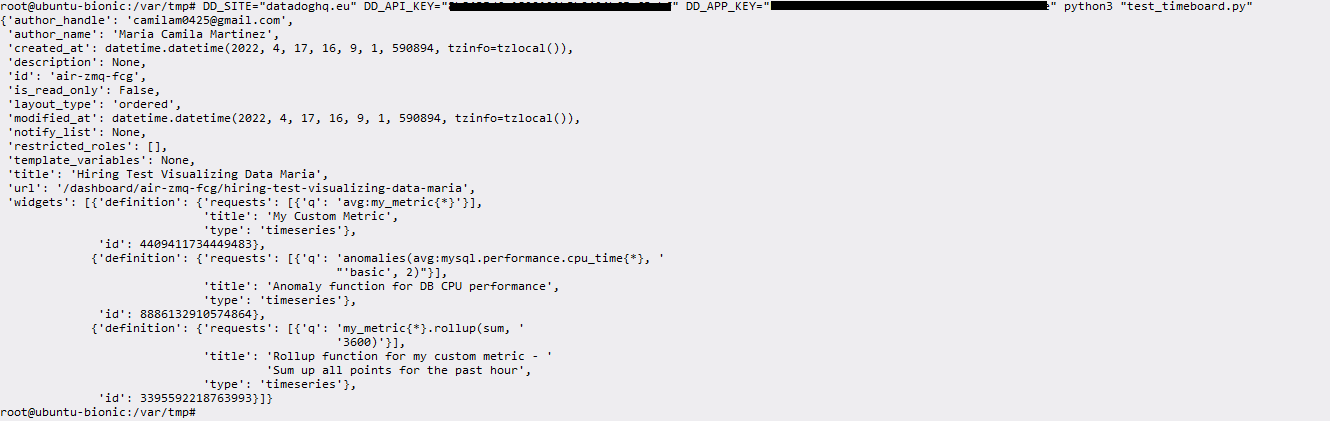 root@ubuntu-bionic:/var/tmp# DD_SITE="datadoghq.eu" DD_API_KEY=" " DD_APP_KEY=" " python3 "test_timeboard.py"
{'author_handle': 'camilam0425@gmail.com',
 'author_name': 'Maria Camila Martinez',
 'created_at': datetime.datetime(2022, 4, 17, 16, 9, 1, 590894, tzinfo=tzlocal()),
 'description': None,
 'id': 'air-zmq-fcg',
 'is_read_only': False,
 'layout_type': 'ordered',
 'modified_at': datetime.datetime(2022, 4, 17, 16, 9, 1, 590894, tzinfo=tzlocal()),
 'notify_list': None,
 'restricted_roles': [],
 'template_variables': None,
 'title': 'Hiring Test Visualizing Data Maria',
 'url': '/dashboard/air-zmq-fcg/hiring-test-visualizing-data-maria',
 'widgets': [{'definition': {'requests': [{'q': 'avg:my_metric{*}'}],
                             'title': 'My Custom Metric',
                             'type': 'timeseries'},
              'id': 4409411734449483},
             {'definition': {'requests': [{'q': 'anomalies(avg:mysql.performance.cpu_time{*}, '
                                                "'basic', 2)"}],
                             'title': 'Anomaly function for DB CPU performance',
                             'type': 'timeseries'},
              'id': 8886132910574864},
             {'definition': {'requests': [{'q': 'my_metric{*}.rollup(sum, '
                                                '3600)'}],
                             'title': 'Rollup function for my custom metric - '
                                      'Sum up all points for the past hour',
                             'type': 'timeseries'},
              'id': 3395592218763993}]}
root@ubuntu-bionic:/var/tmp#